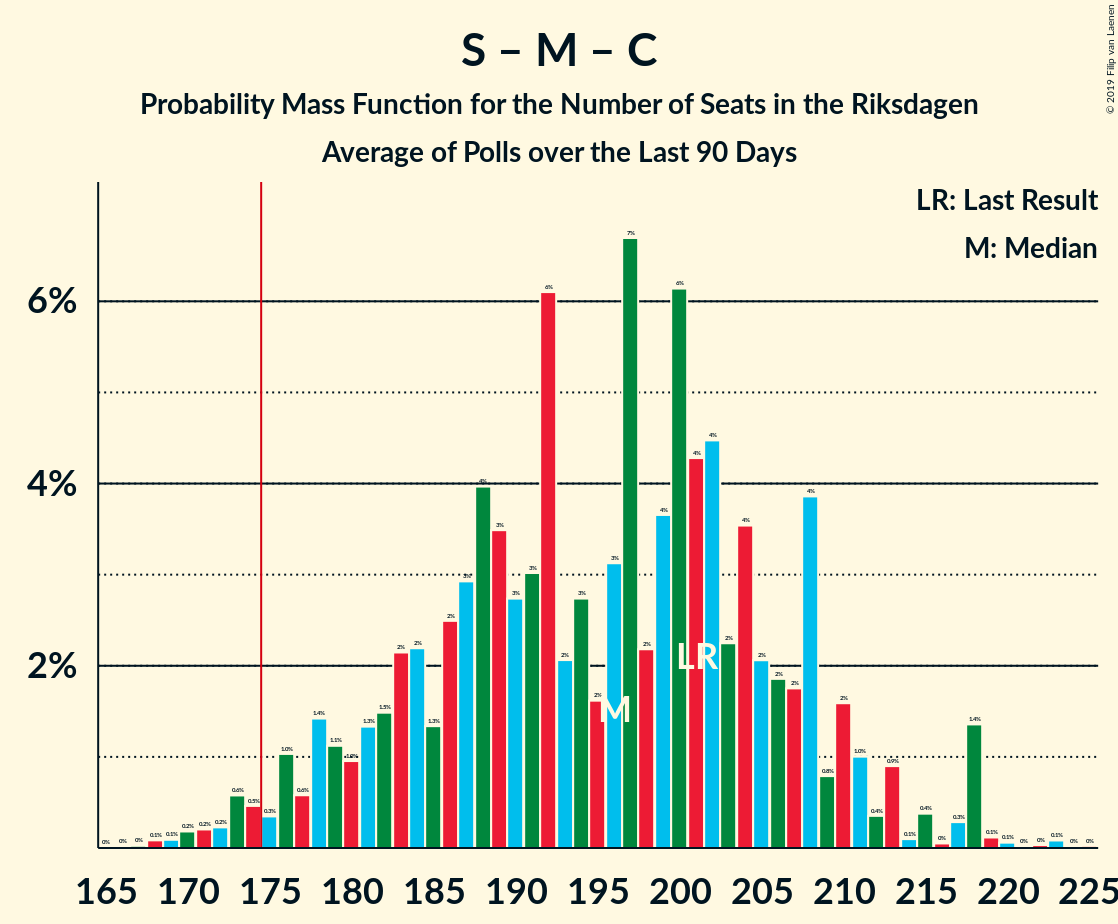 S – M – C
Probability Mass Function for the Number of Seats in the Riksdagen
Average of Polls over the Last 90 Days
© 2019 Filip van Laenen
LR: Last Result
M: Median
6%
4%
2%
0% 0% 0% 0.1% 0.1% 0.2% 0.2% 0.2% 0.6% 0.5% 0.3% 1.0% 0.6% 1.4% 1.1% 1.0% 1.3% 1.5% 2% 2% 1.3% 2% 3% 4% 3% 3% 3% 6% 2% 3% 2% 3% 7% 2% 4% 6% 4% 4% 2% 4% 2% 2% 2% 4% 0.8% 2% 1.0% 0.4% 0.9% 0.1% 0.4% 0% 0.3% 1.4% 0.1% 0.1% 0% 0% 0.1% 0% 0%
LR
M
165 170 175 180 185 190 195 200 205 210 215 220 225